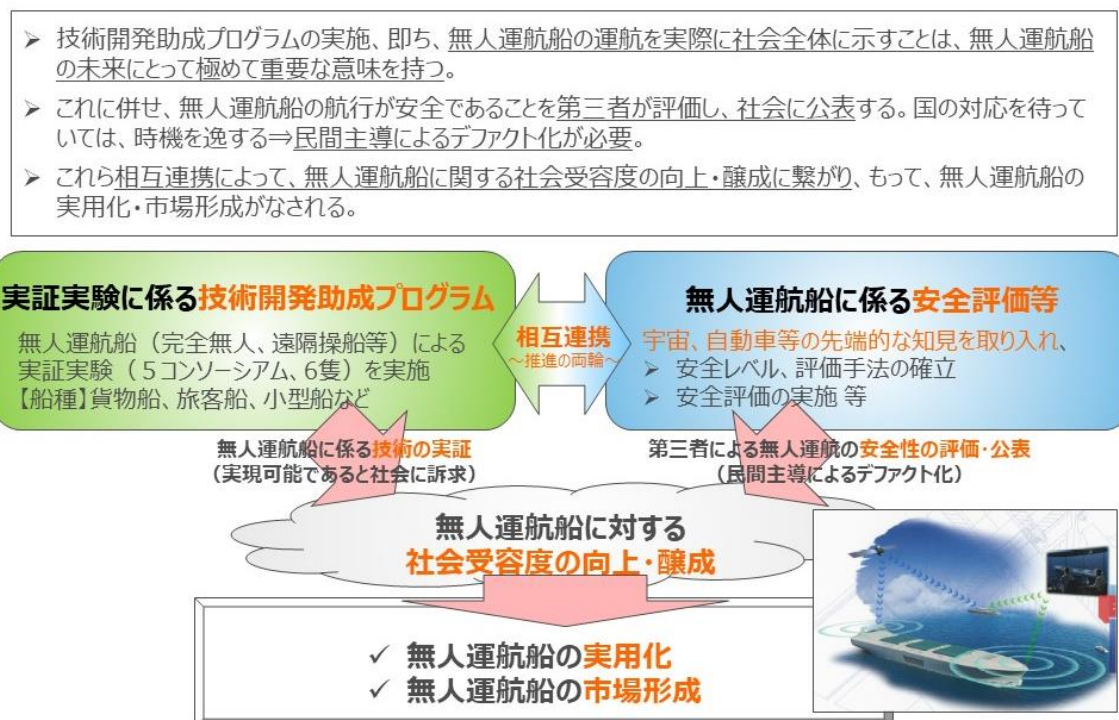 ➢ 技術開発助成プログラムの実施、即ち、無人運航船の運航を実際に社会全体に示すことは、無人運航船
の未来にとって極めて重要な意味を持つ。
➢ これに併せ、無人運航船の航行が安全であることを第三者が評価し、社会に公表する。国の対応を待って
いては、時機を逸する⇒民間主導によるデファクト化が必要。
➢ これら相互連携によって、無人運航船に関する社会受容度の向上・醸成に繋がり、もって、無人運航船の
実用化・市場形成がなされる。
実証実験に係る技術開発助成プログラム
無人運航船（完全無人、遠隔操船等）による
実証実験（５コンソーシアム、6隻）を実施
【船種】貨物船、旅客船、小型船など
相互連携
～推進の両輪～
無人運航船に係る安全評価等
宇宙、自動車等の先端的な知見を取り入れ、
➢ 安全レベル、評価手法の確立
➢ 安全評価の実施 等
無人運航船に係る技術の実証
（実現可能であると社会に訴求）
第三者による無人運航の安全性の評価・公表
（民間主導によるデファクト化）
無人運航船に対する
社会受容度の向上・醸成
✓ 無人運航船の実用化
✓ 無人運航船の市場形成